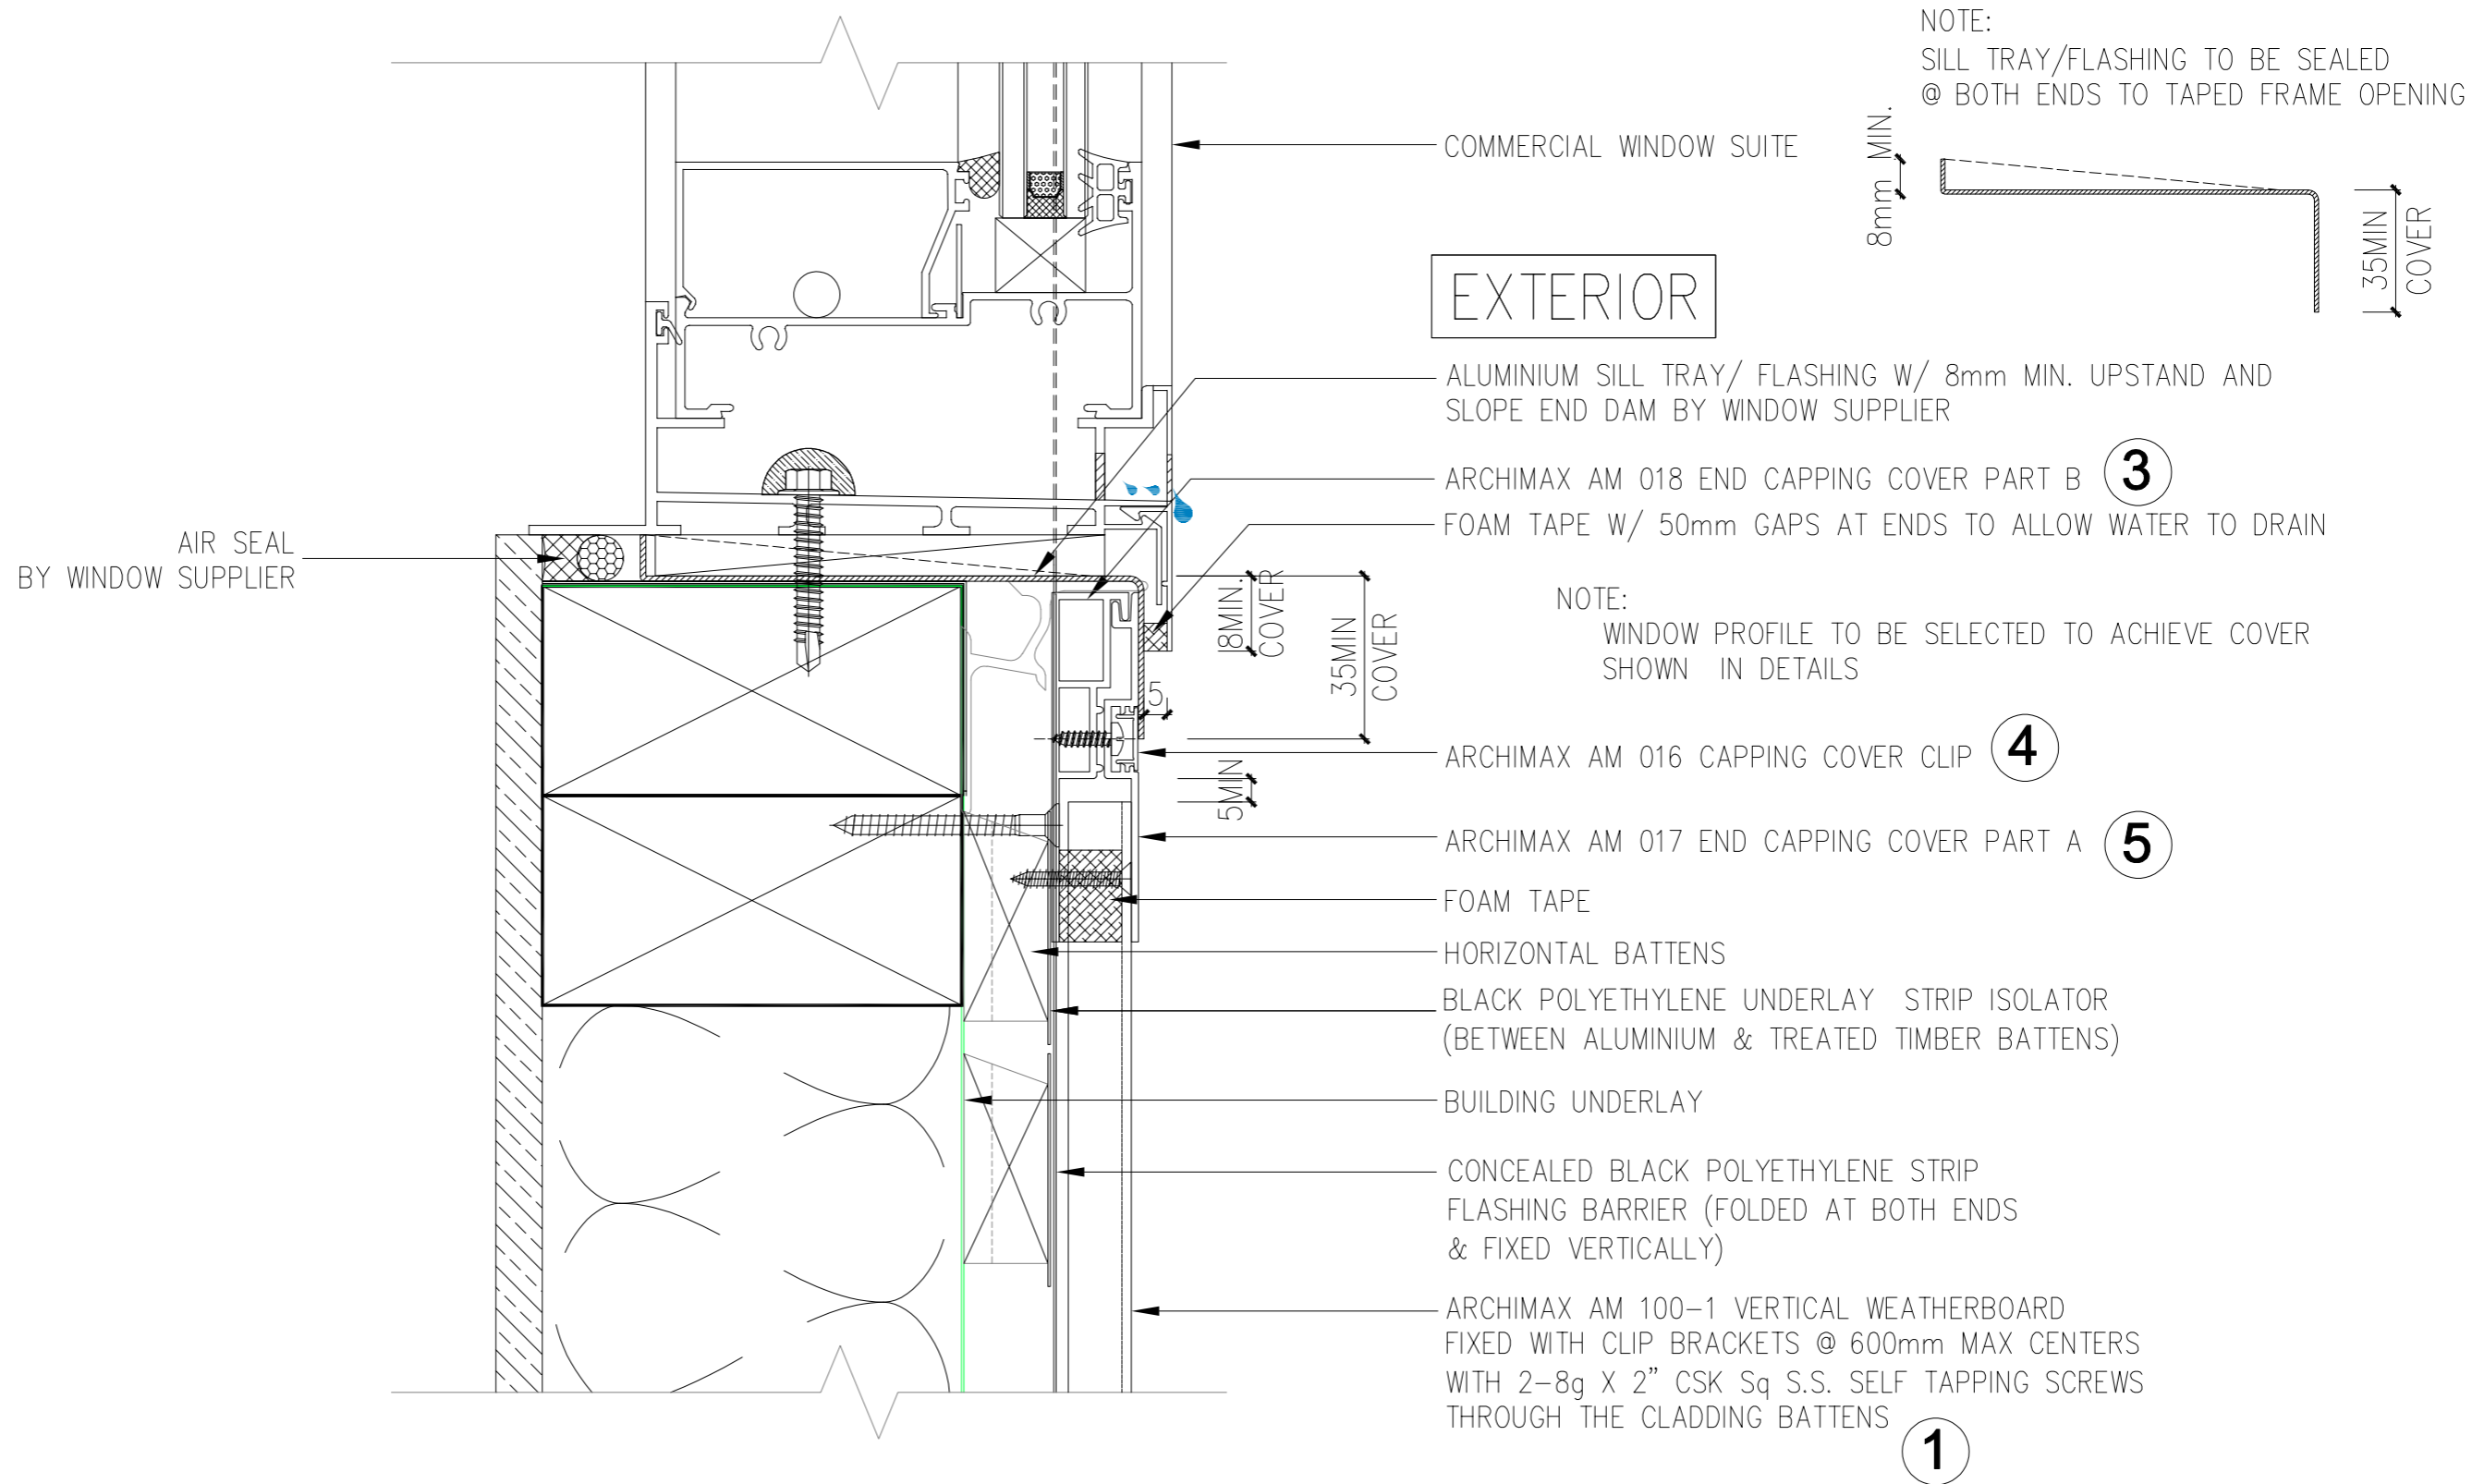 NOTE:
SILL TRAY/FLASHING TO BE SEALED
@ BOTH ENDS TO TAPED FRAME OPENING
8mm MIN.
35MIN
COVER
COMMERCIAL WINDOW SUITE
EXTERIOR
ALUMINIUM SILL TRAY/ FLASHING W/ 8mm MIN. UPSTAND AND
SLOPE END DAM BY WINDOW SUPPLIER
ARCHIMAX AM 018 END CAPPING COVER PART B 3
FOAM TAPE W/ 50mm GAPS AT ENDS TO ALLOW WATER TO DRAIN
AIR SEAL
BY WINDOW SUPPLIER
8MIN.
COVER
35MIN
COVER
NOTE:
WINDOW PROFILE TO BE SELECTED TO ACHIEVE COVER
SHOWN IN DETAILS
5
ARCHIMAX AM 016 CAPPING COVER CLIP 4
5MIN
ARCHIMAX AM 017 END CAPPING COVER PART A 5
FOAM TAPE
HORIZONTAL BATTENS
BLACK POLYETHYLENE UNDERLAY STRIP ISOLATOR
(BETWEEN ALUMINIUM & TREATED TIMBER BATTENS)
BUILDING UNDERLAY
CONCEALED BLACK POLYETHYLENE STRIP
FLASHING BARRIER (FOLDED AT BOTH ENDS
& FIXED VERTICALLY)
ARCHIMAX AM 100-1 VERTICAL WEATHERBOARD
FIXED WITH CLIP BRACKETS @ 600mm MAX CENTERS
WITH 2-8g X 2" CSK Sq S.S. SELF TAPPING SCREWS
THROUGH THE CLADDING BATTENS
1